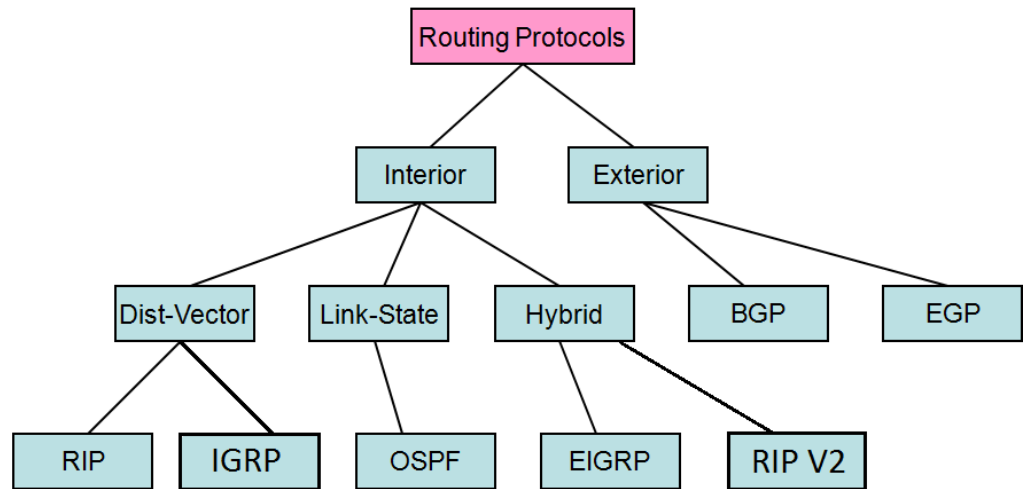 Routing Protocols
Interior
Exterior
Dist-Vector
Link-State
Hybrid
BGP
EGP
RIP
IGRP
OSPF
EIGRP
RIP V2